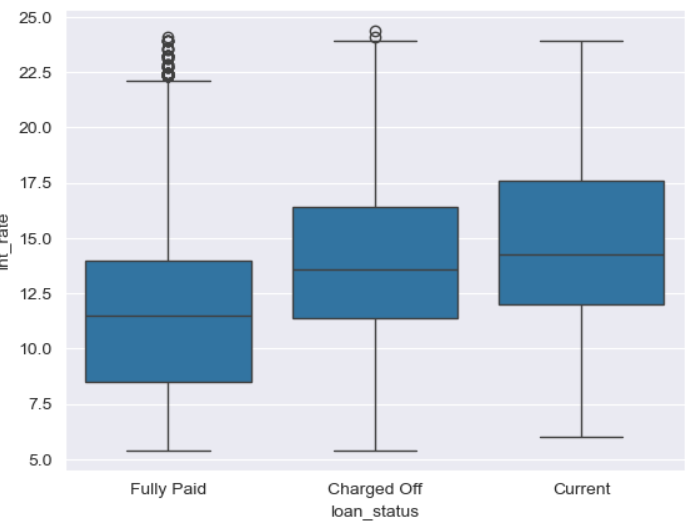 25.0
22.5
20.0
17.5
15.0
12.5
10.0
7.5
5.0
int_rate
Fully Paid
Charged Off
Current
loan_status